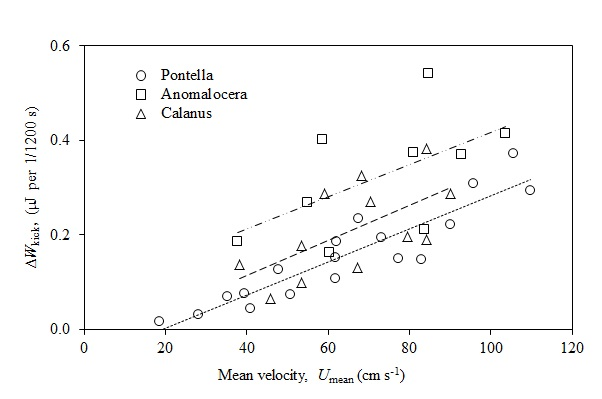 0.6
0.4
0.2
0.0
0 20 40 60 80 100 120
Pontella
Anomalocera
Calanus
ΔWkick, (μJ per 1/1200 s)
Mean velocity, Umean (cm s-1)